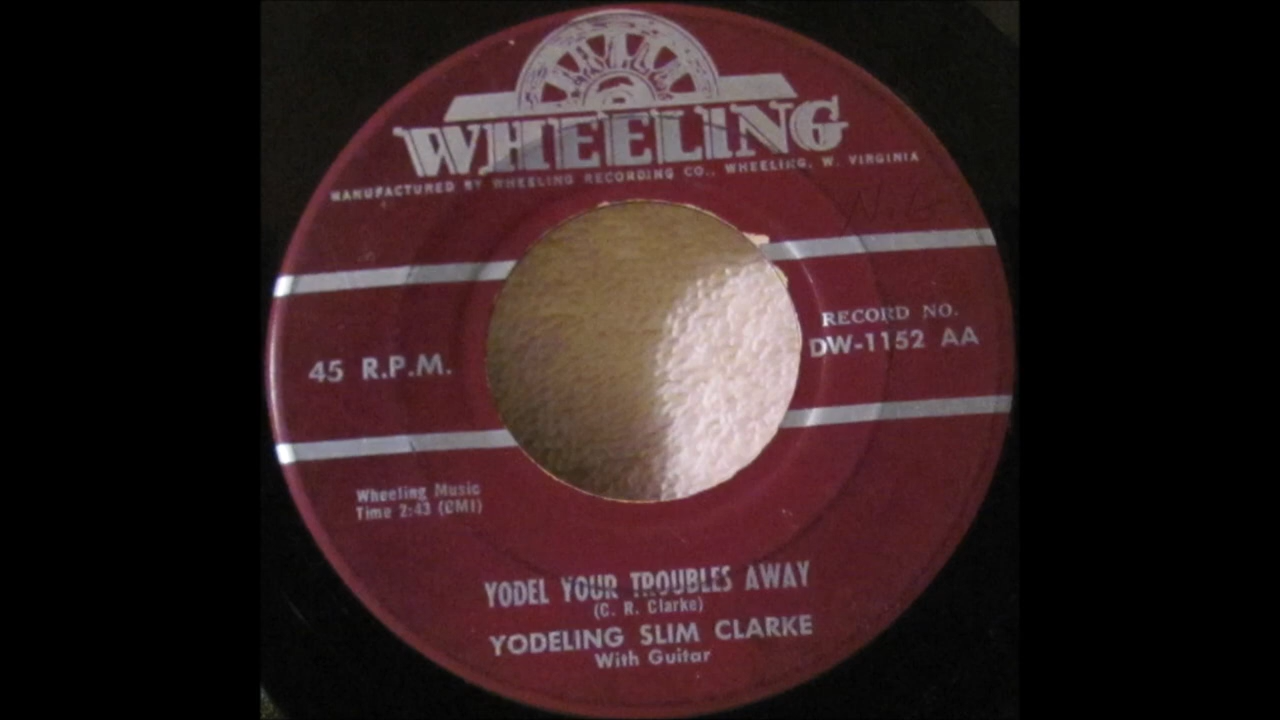 WHEELING
MANUFACTURED BY WHEELING RECORDING CO., WHEELING, W. VIRGINIA
RECORD NO.
DW-1152 AA
45 R.P.M.
Wheeling Music
Time 2:43 (BMI)
YODEL YOUR TROUBLES AWAY
(C. R. Clarke)
YODELING SLIM CLARKE
With Guitar